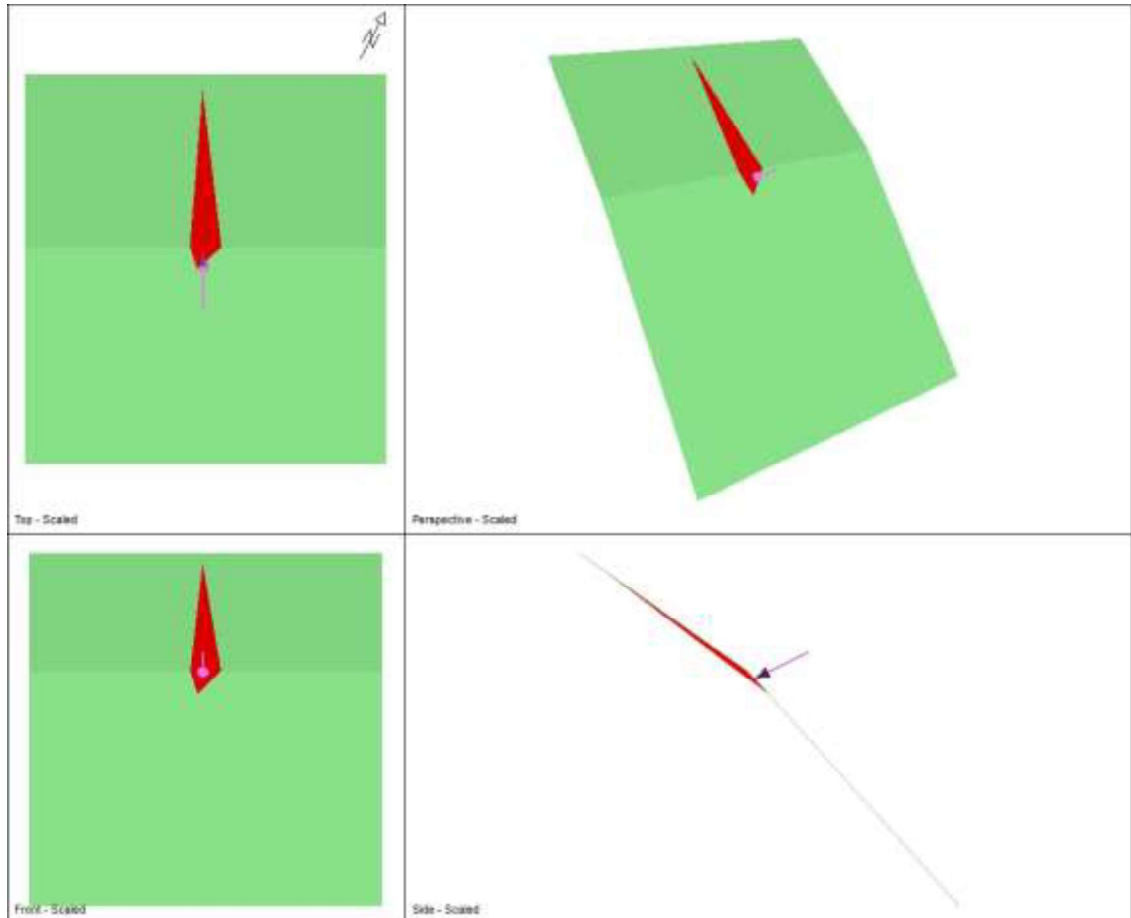 N
Top - Scaled
Perspective - Scaled
Front - Scaled
Side - Scaled